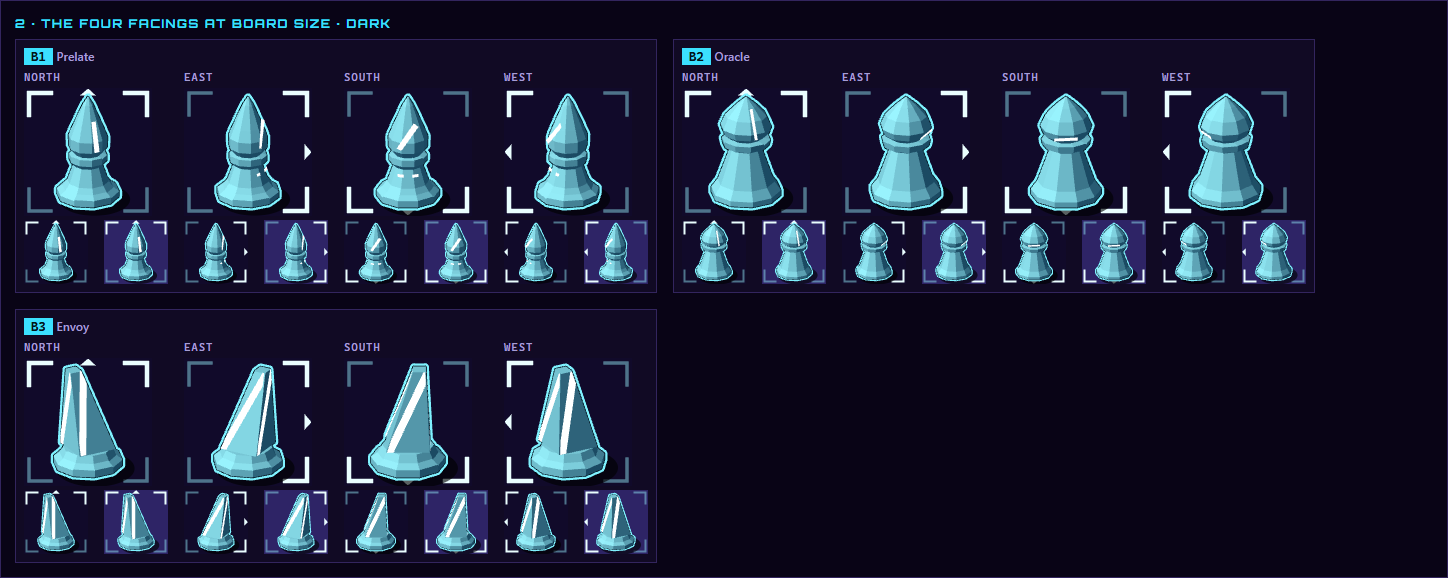 2 · THE FOUR FACINGS AT BOARD SIZE · DARK
B1 Prelate
NORTH EAST SOUTH WEST
B2 Oracle
NORTH EAST SOUTH WEST
B3 Envoy
NORTH EAST SOUTH WEST